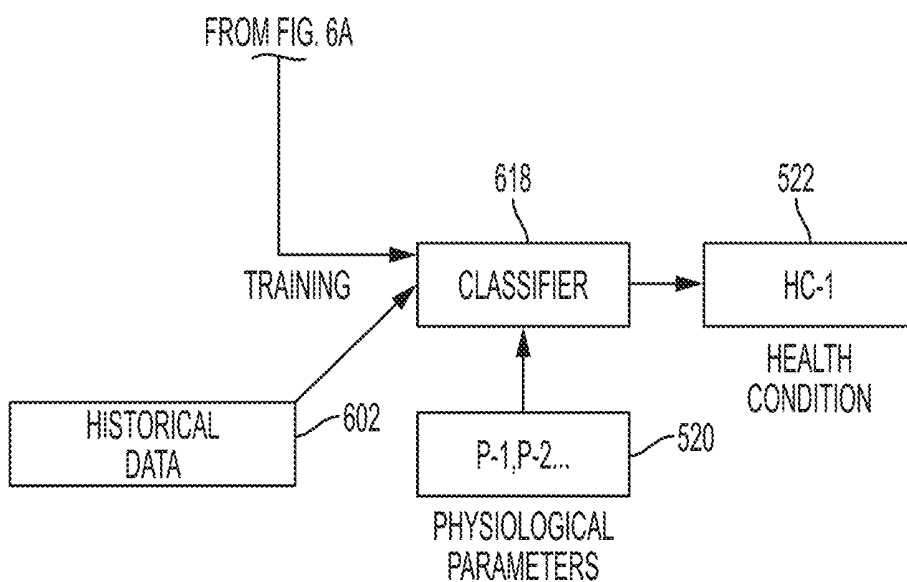 FROM FIG. 6A
618
522
TRAINING
CLASSIFIER
HC-1
HEALTH
CONDITION
HISTORICAL
DATA
602
P-1,P-2...
520
PHYSIOLOGICAL
PARAMETERS